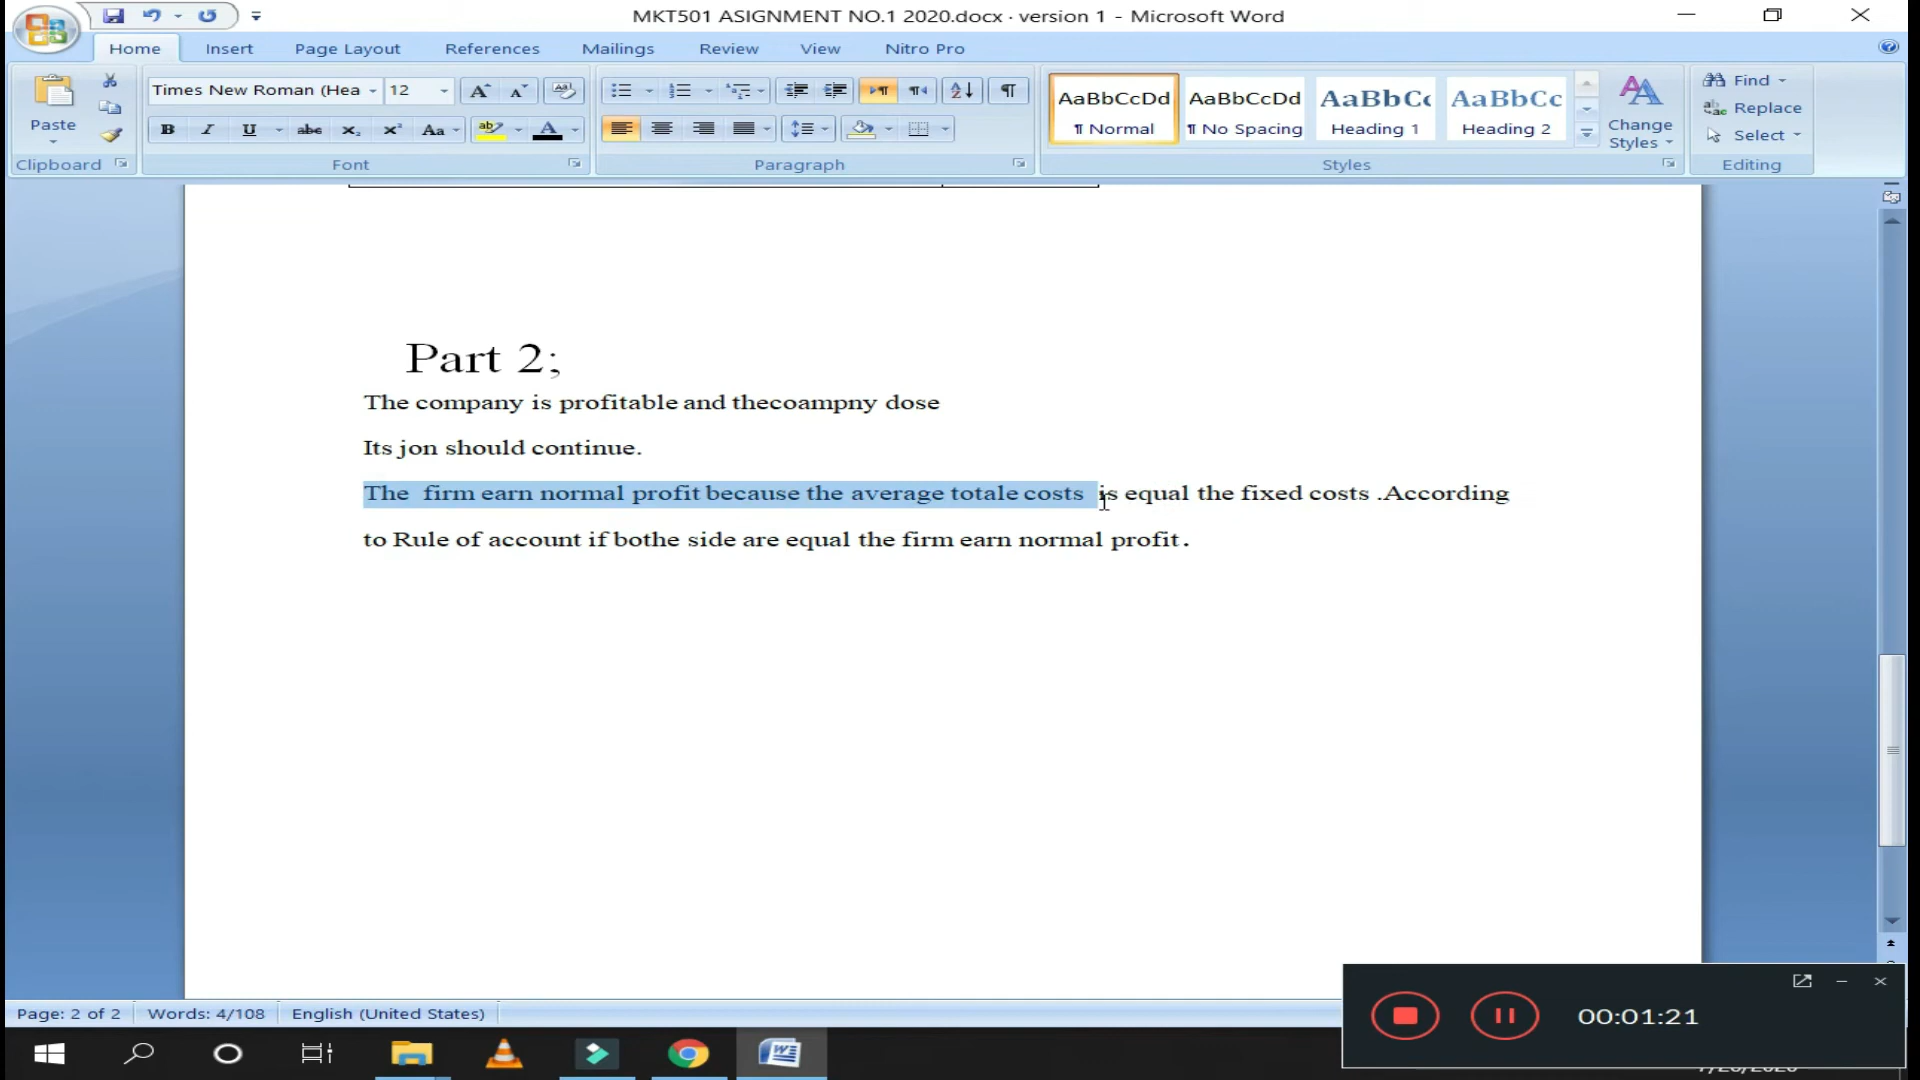 MKT501 ASIGNMENT NO.1 2020.docx · version 1 - Microsoft Word
Home Insert Page Layout References Mailings Review View Nitro Pro
Paste
Clipboard
Times New Roman (Hea 12
B I U abc x₂ x² Aa ab A
Font
Paragraph
AaBbCcDd AaBbCcDd AaBbCc AaBbCc
¶ Normal ¶ No Spacing Heading 1 Heading 2
Change
Styles
Styles
Find
Replace
Select
Editing
Part 2;
The company is profitable and thecoampny dose
Its jon should continue.
The firm earn normal profit because the average totale costs is equal the fixed costs .According
to Rule of account if bothe side are equal the firm earn normal profit.
Page: 2 of 2 Words: 4/108 English (United States)
00:01:21